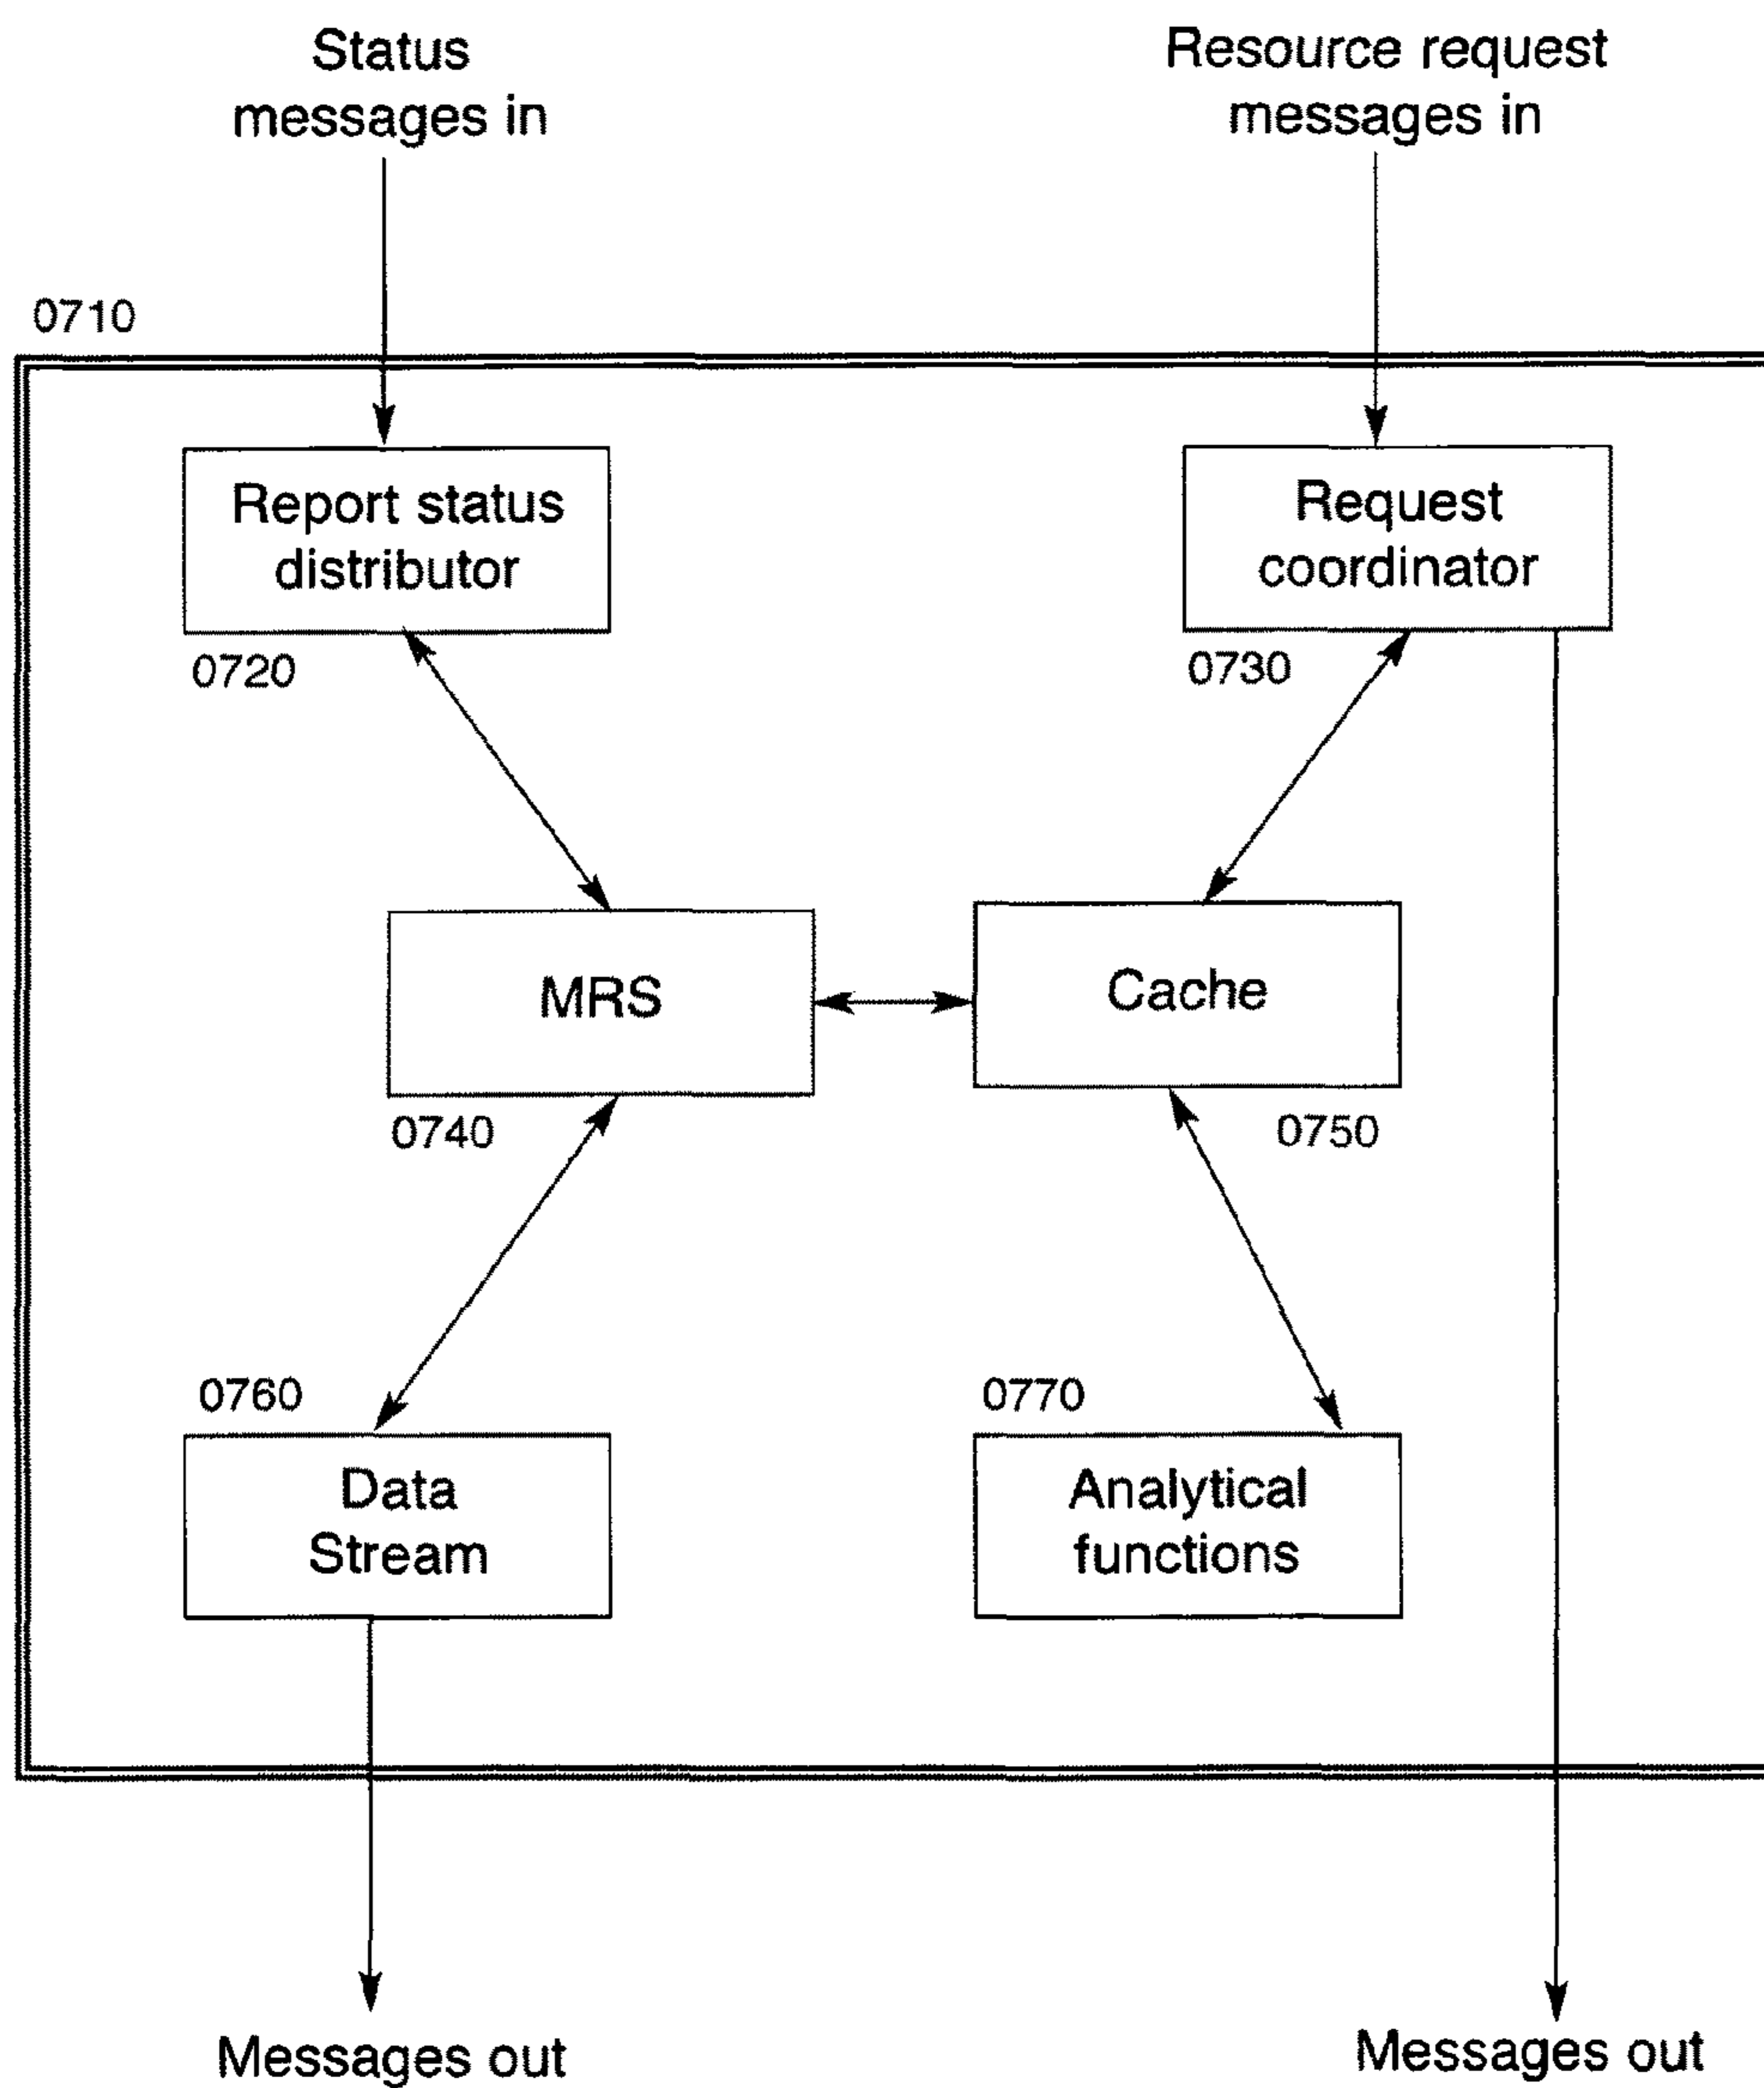 Status
messages in
Resource request
messages in
0710
Report status
distributor
0720
Request
coordinator
0730
MRS
0740
Cache
0750
0760
Data
Stream
0770
Analytical
functions
Messages out
Messages out